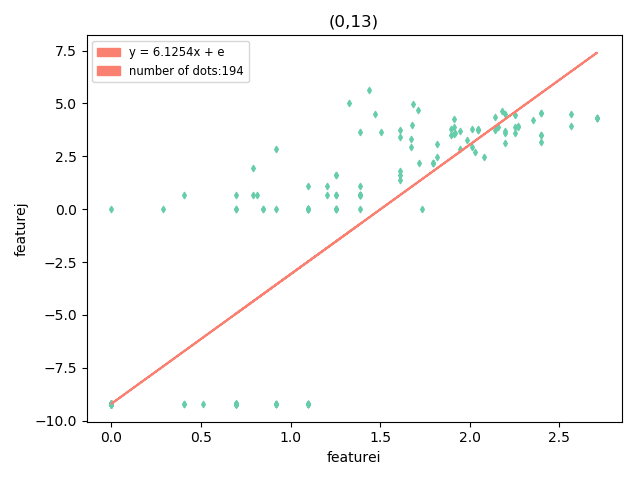 (0,13)
y = 6.1254x + e
number of dots:194
7.5
5.0
2.5
0.0
−2.5
−5.0
−7.5
−10.0
featurej
0.0 0.5 1.0 1.5 2.0 2.5
featurei